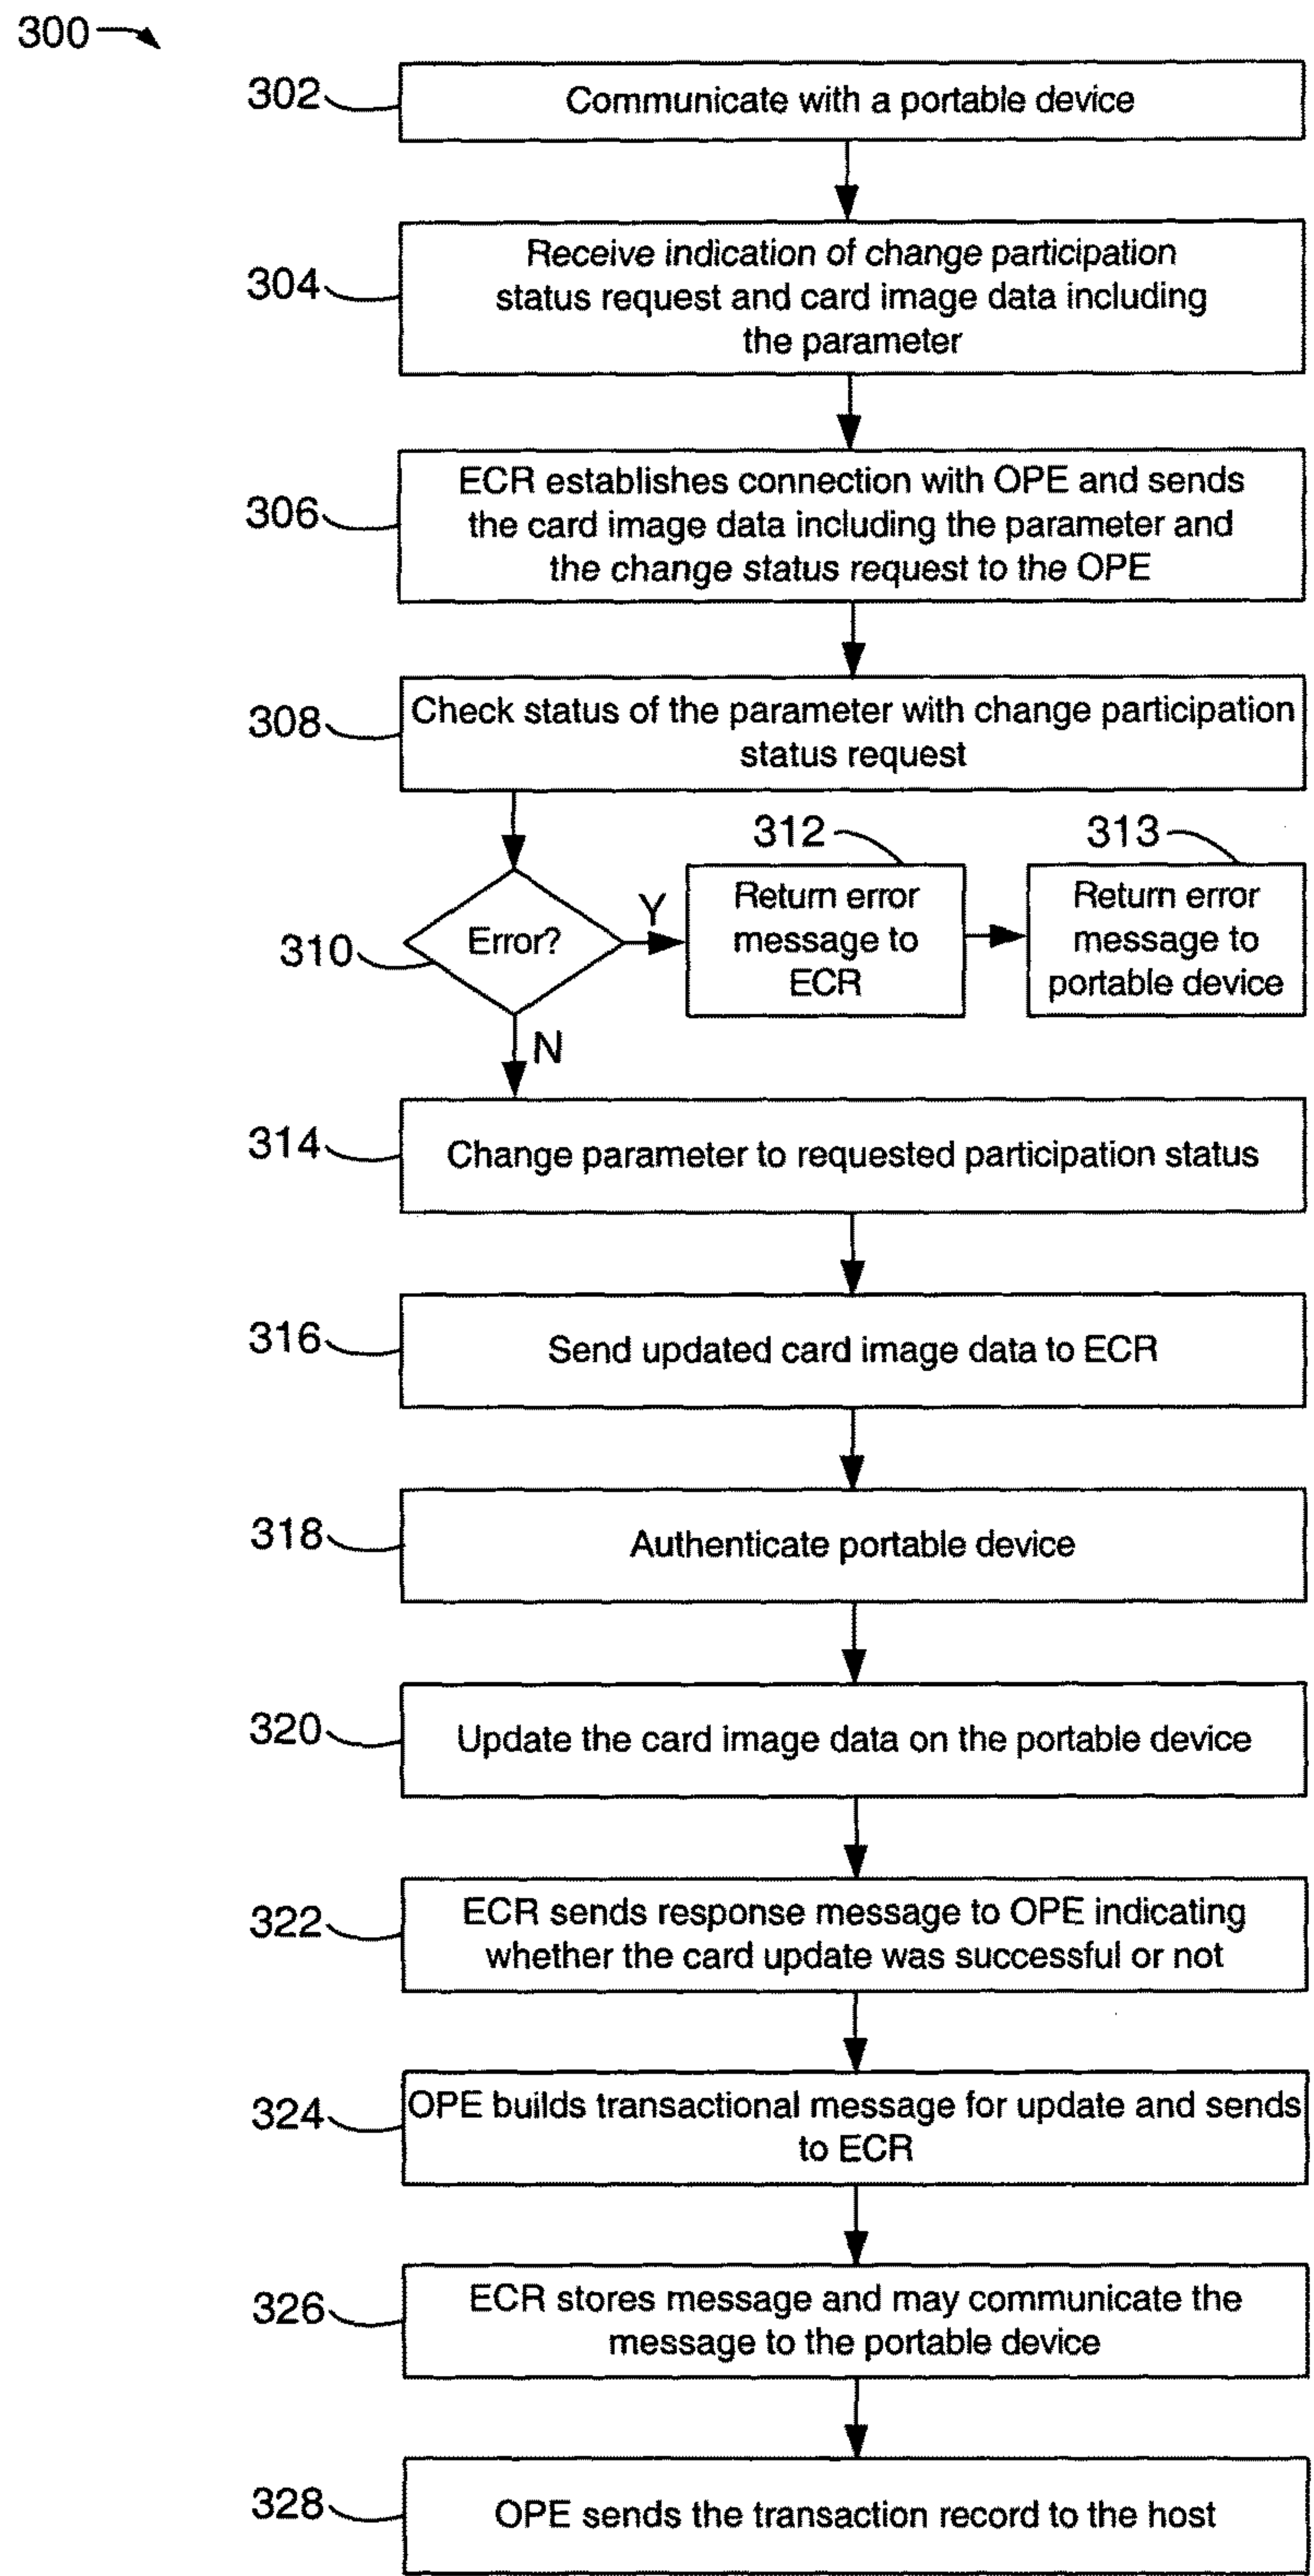 300
302
Communicate with a portable device
304
Receive indication of change participation
status request and card image data including
the parameter
306
ECR establishes connection with OPE and sends
the card image data including the parameter and
the change status request to the OPE
308
Check status of the parameter with change participation
status request
310
Error?
Y
N
312
Return error
message to
ECR
313
Return error
message to
portable device
314
Change parameter to requested participation status
316
Send updated card image data to ECR
318
Authenticate portable device
320
Update the card image data on the portable device
322
ECR sends response message to OPE indicating
whether the card update was successful or not
324
OPE builds transactional message for update and sends
to ECR
326
ECR stores message and may communicate the
message to the portable device
328
OPE sends the transaction record to the host